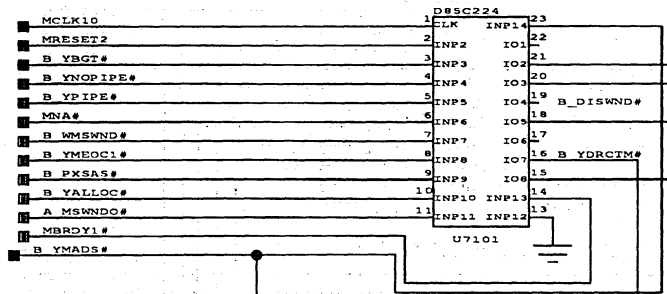 D85C224
MCLK10 1 CLK INP14 23
MRESET2 2 INP2 IO1 22
B_YBGT# 3 INP3 IO2 21
B_YNOPIPE# 4 INP4 IO3 20
B_YPIPE# 5 INP5 IO4 19 B_DISWND#
MNA# 6 INP6 IO5 18
B_WMSWND# 7 INP7 IO6 17
B_YMEOC1# 8 INP8 IO7 16 B_YDRCTM#
B_PXSAS# 9 INP9 IO8 15
B_YALLOC# 10 INP10 INP13 14
A_MSWNDO# 11 INP11 INP12 13
MBRDY1# U7101
B_YMADS#